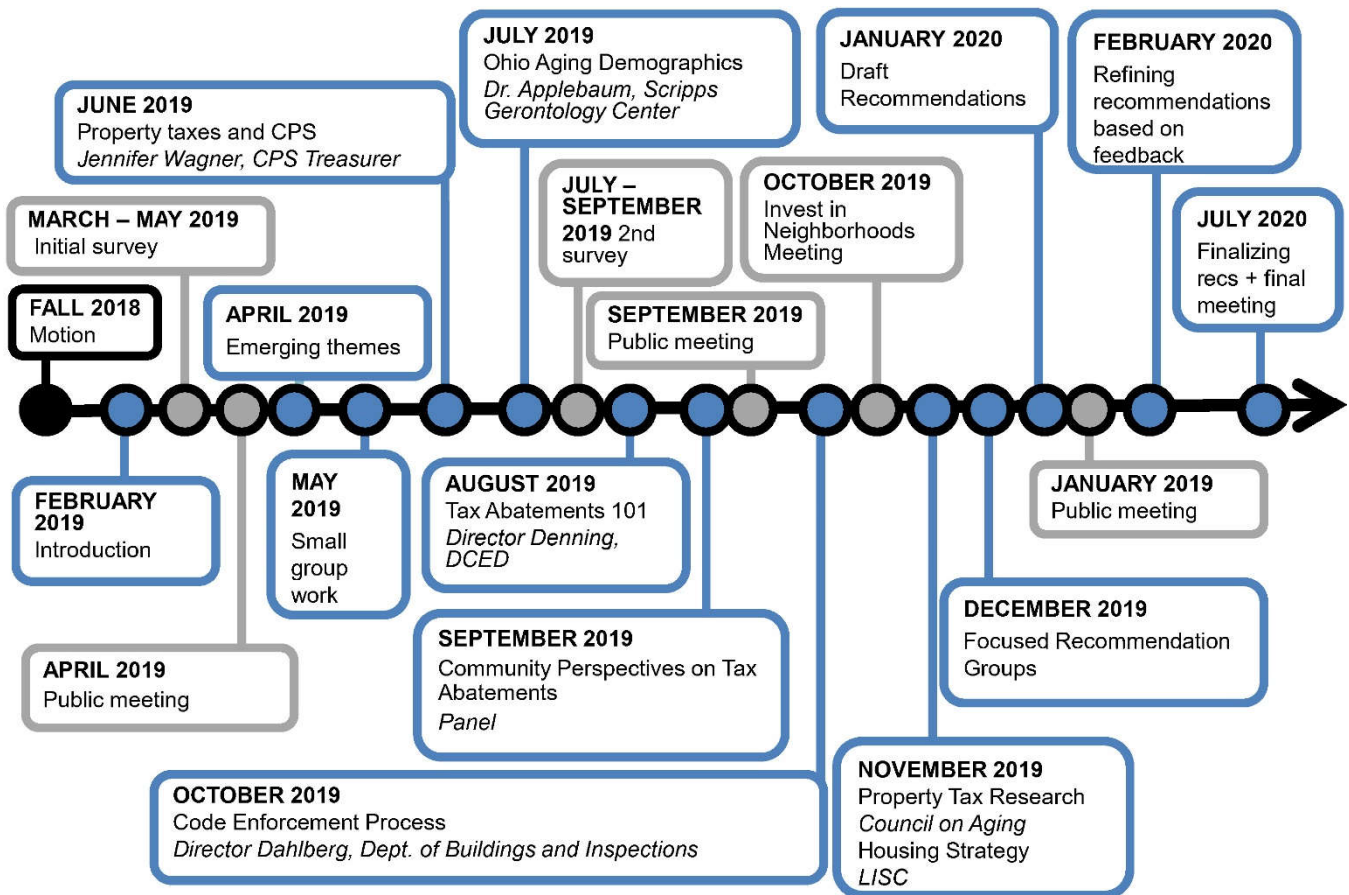 JULY 2019
Ohio Aging Demographics
Dr. Applebaum, Scripps
Gerontology Center
JANUARY 2020
Draft
Recommendations
FEBRUARY 2020
Refining
recommendations
based on
feedback
JUNE 2019
Property taxes and CPS
Jennifer Wagner, CPS Treasurer
JULY –
SEPTEMBER
2019 2nd
survey
OCTOBER 2019
Invest in
Neighborhoods
Meeting
MARCH – MAY 2019
Initial survey
JULY 2020
Finalizing
recs + final
meeting
FALL 2018
Motion
APRIL 2019
Emerging themes
SEPTEMBER 2019
Public meeting
FEBRUARY
2019
Introduction
MAY
2019
Small
group
work
AUGUST 2019
Tax Abatements 101
Director Denning,
DCED
JANUARY 2019
Public meeting
APRIL 2019
Public meeting
SEPTEMBER 2019
Community Perspectives on Tax
Abatements
Panel
DECEMBER 2019
Focused Recommendation
Groups
OCTOBER 2019
Code Enforcement Process
Director Dahlberg, Dept. of Buildings and Inspections
NOVEMBER 2019
Property Tax Research
Council on Aging
Housing Strategy
LISC